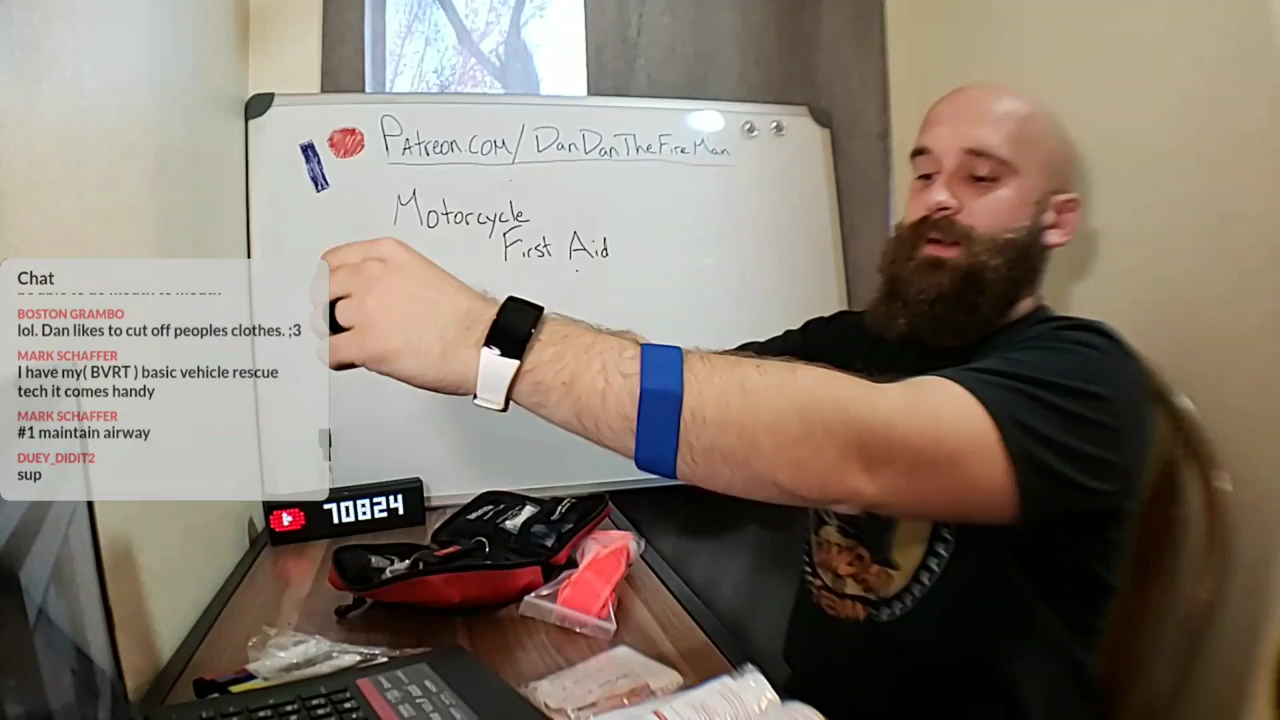 Patreon.com/DanDanTheFireMan
Motorcycle
First Aid
Chat
BOSTON GRAMBO
lol. Dan likes to cut off peoples clothes. ;3
MARK SCHAFFER
I have my( BVRT ) basic vehicle rescue
tech it comes handy
MARK SCHAFFER
#1 maintain airway
DUEY_DIDIT2
sup
70824